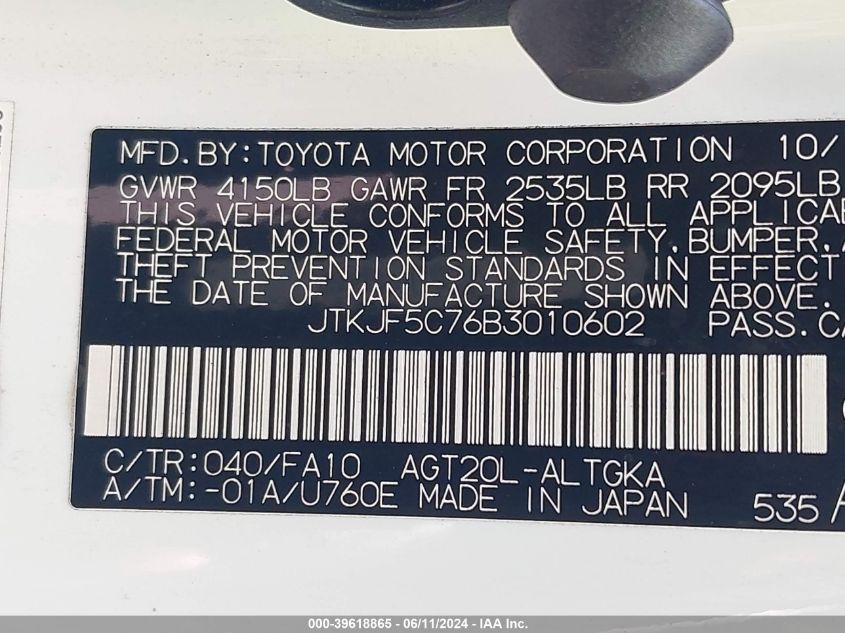 MFD.BY:TOYOTA MOTOR CORPORATION 10/
GVWR 4150LB GAWR FR 2535LB RR 2095LB
THIS VEHICLE CONFORMS TO ALL APPLICAB
FEDERAL MOTOR VEHICLE SAFETY, BUMPER, A
THEFT PREVENTION STANDARDS IN EFFECT
THE DATE OF MANUFACTURE SHOWN ABOVE.
JTKJF5C76B3010602 PASS.CA
C/TR:040/FA10 AGT20L-ALTGKA
A/TM:-01A/U760E MADE IN JAPAN 535 A
000-39618865 - 06/11/2024 - IAA Inc.